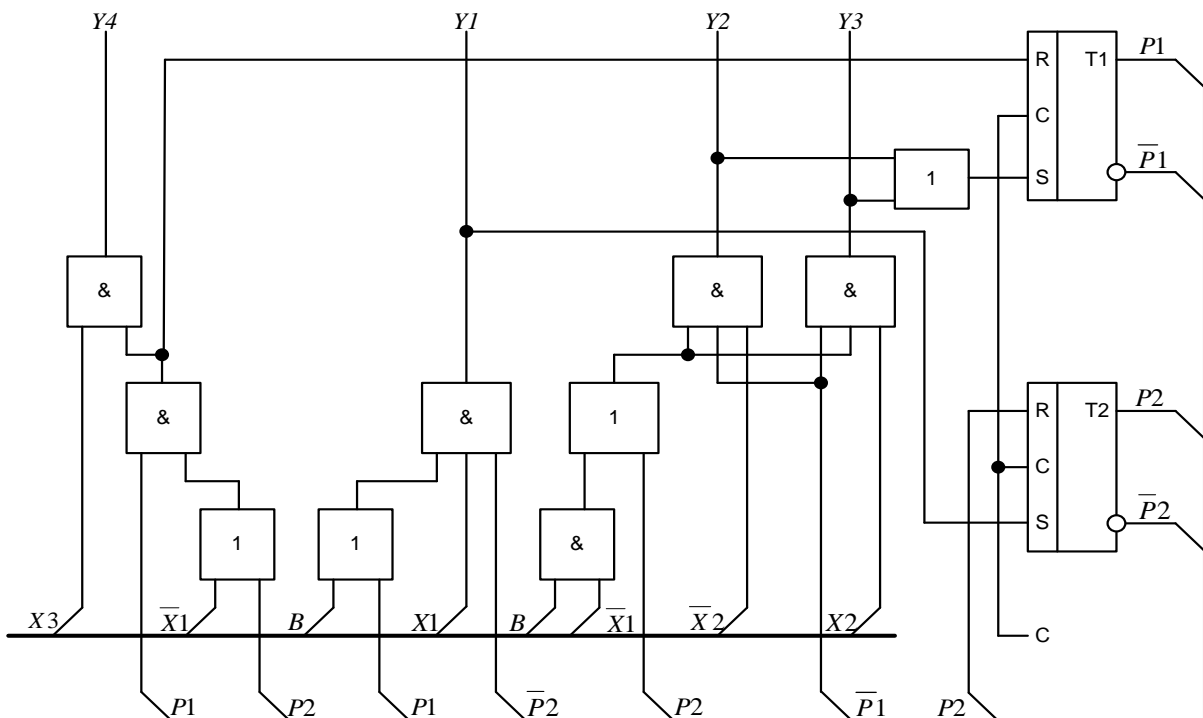 Y4 Y1 Y2 Y3
R T1 P1
C
S P̅1
1
& & &
& & 1
R T2 P2
C
S P̅2
1 1 &
X3 X̅1 B X1 B X̅1 X̅2 X2 C
P1 P2 P1 P̅2 P2 P̅1 P2